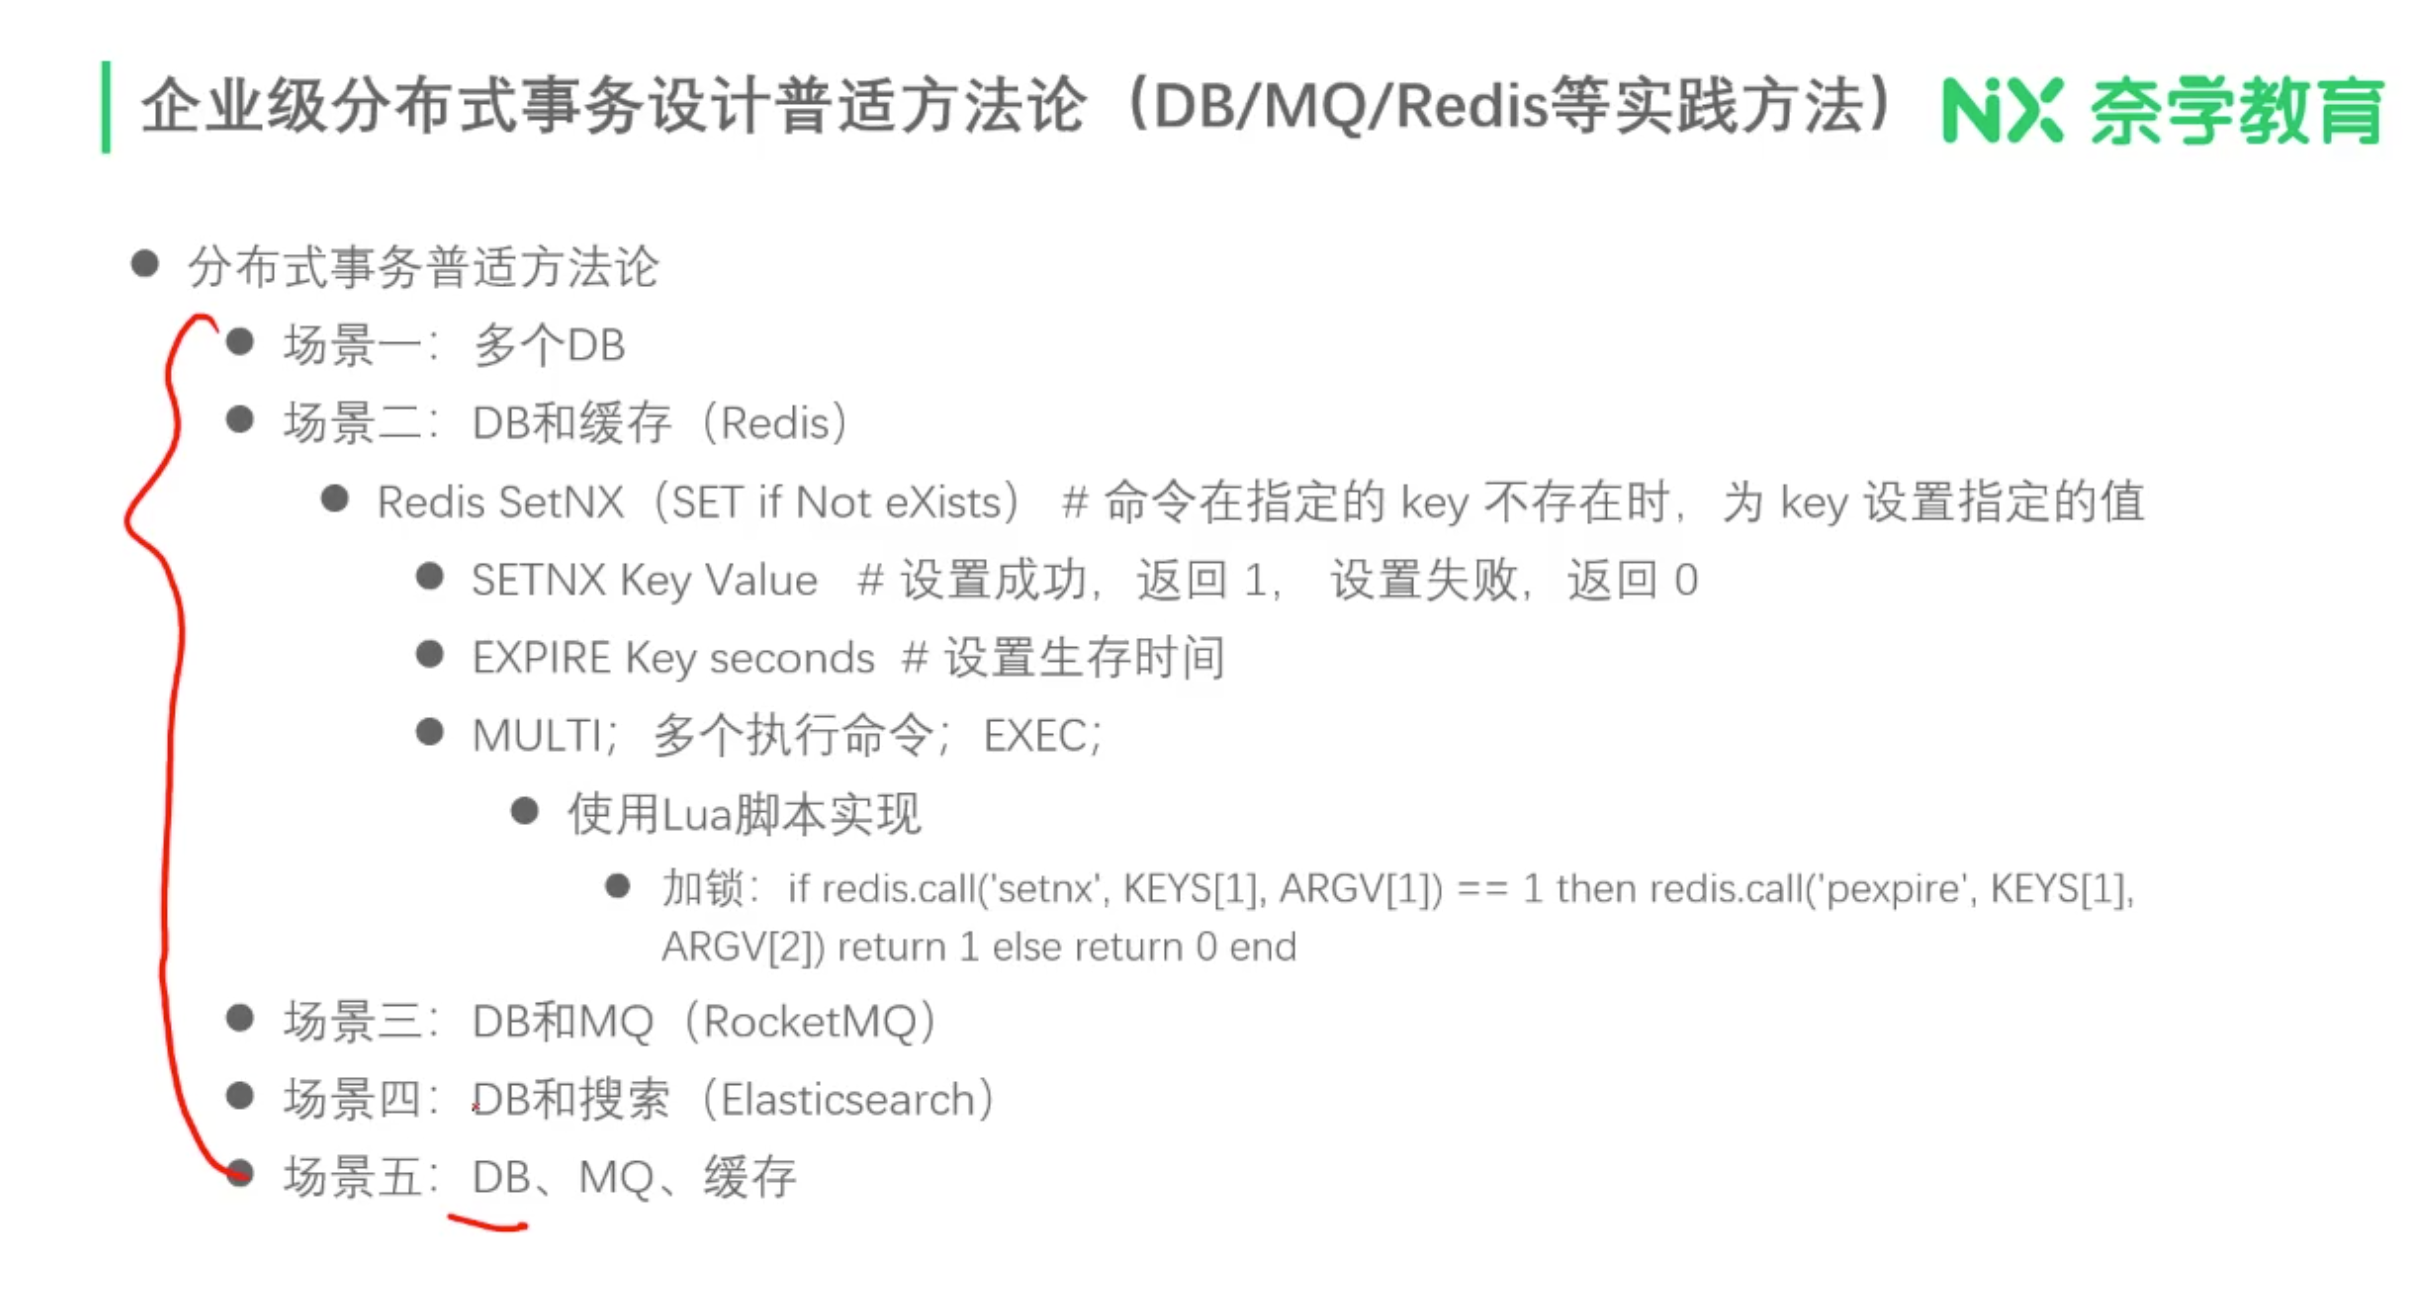 企业级分布式事务设计普适方法论（DB/MQ/Redis等实践方法）
NiX 奈学教育
分布式事务普适方法论
场景一：多个DB
场景二：DB和缓存（Redis）
Redis SetNX（SET if Not eXists） # 命令在指定的 key 不存在时，为 key 设置指定的值
SETNX Key Value # 设置成功，返回 1， 设置失败，返回 0
EXPIRE Key seconds # 设置生存时间
MULTI；多个执行命令；EXEC；
使用Lua脚本实现
加锁：if redis.call('setnx', KEYS[1], ARGV[1]) == 1 then redis.call('pexpire', KEYS[1],
ARGV[2]) return 1 else return 0 end
场景三：DB和MQ（RocketMQ）
场景四：DB和搜索（Elasticsearch）
场景五：DB、MQ、缓存